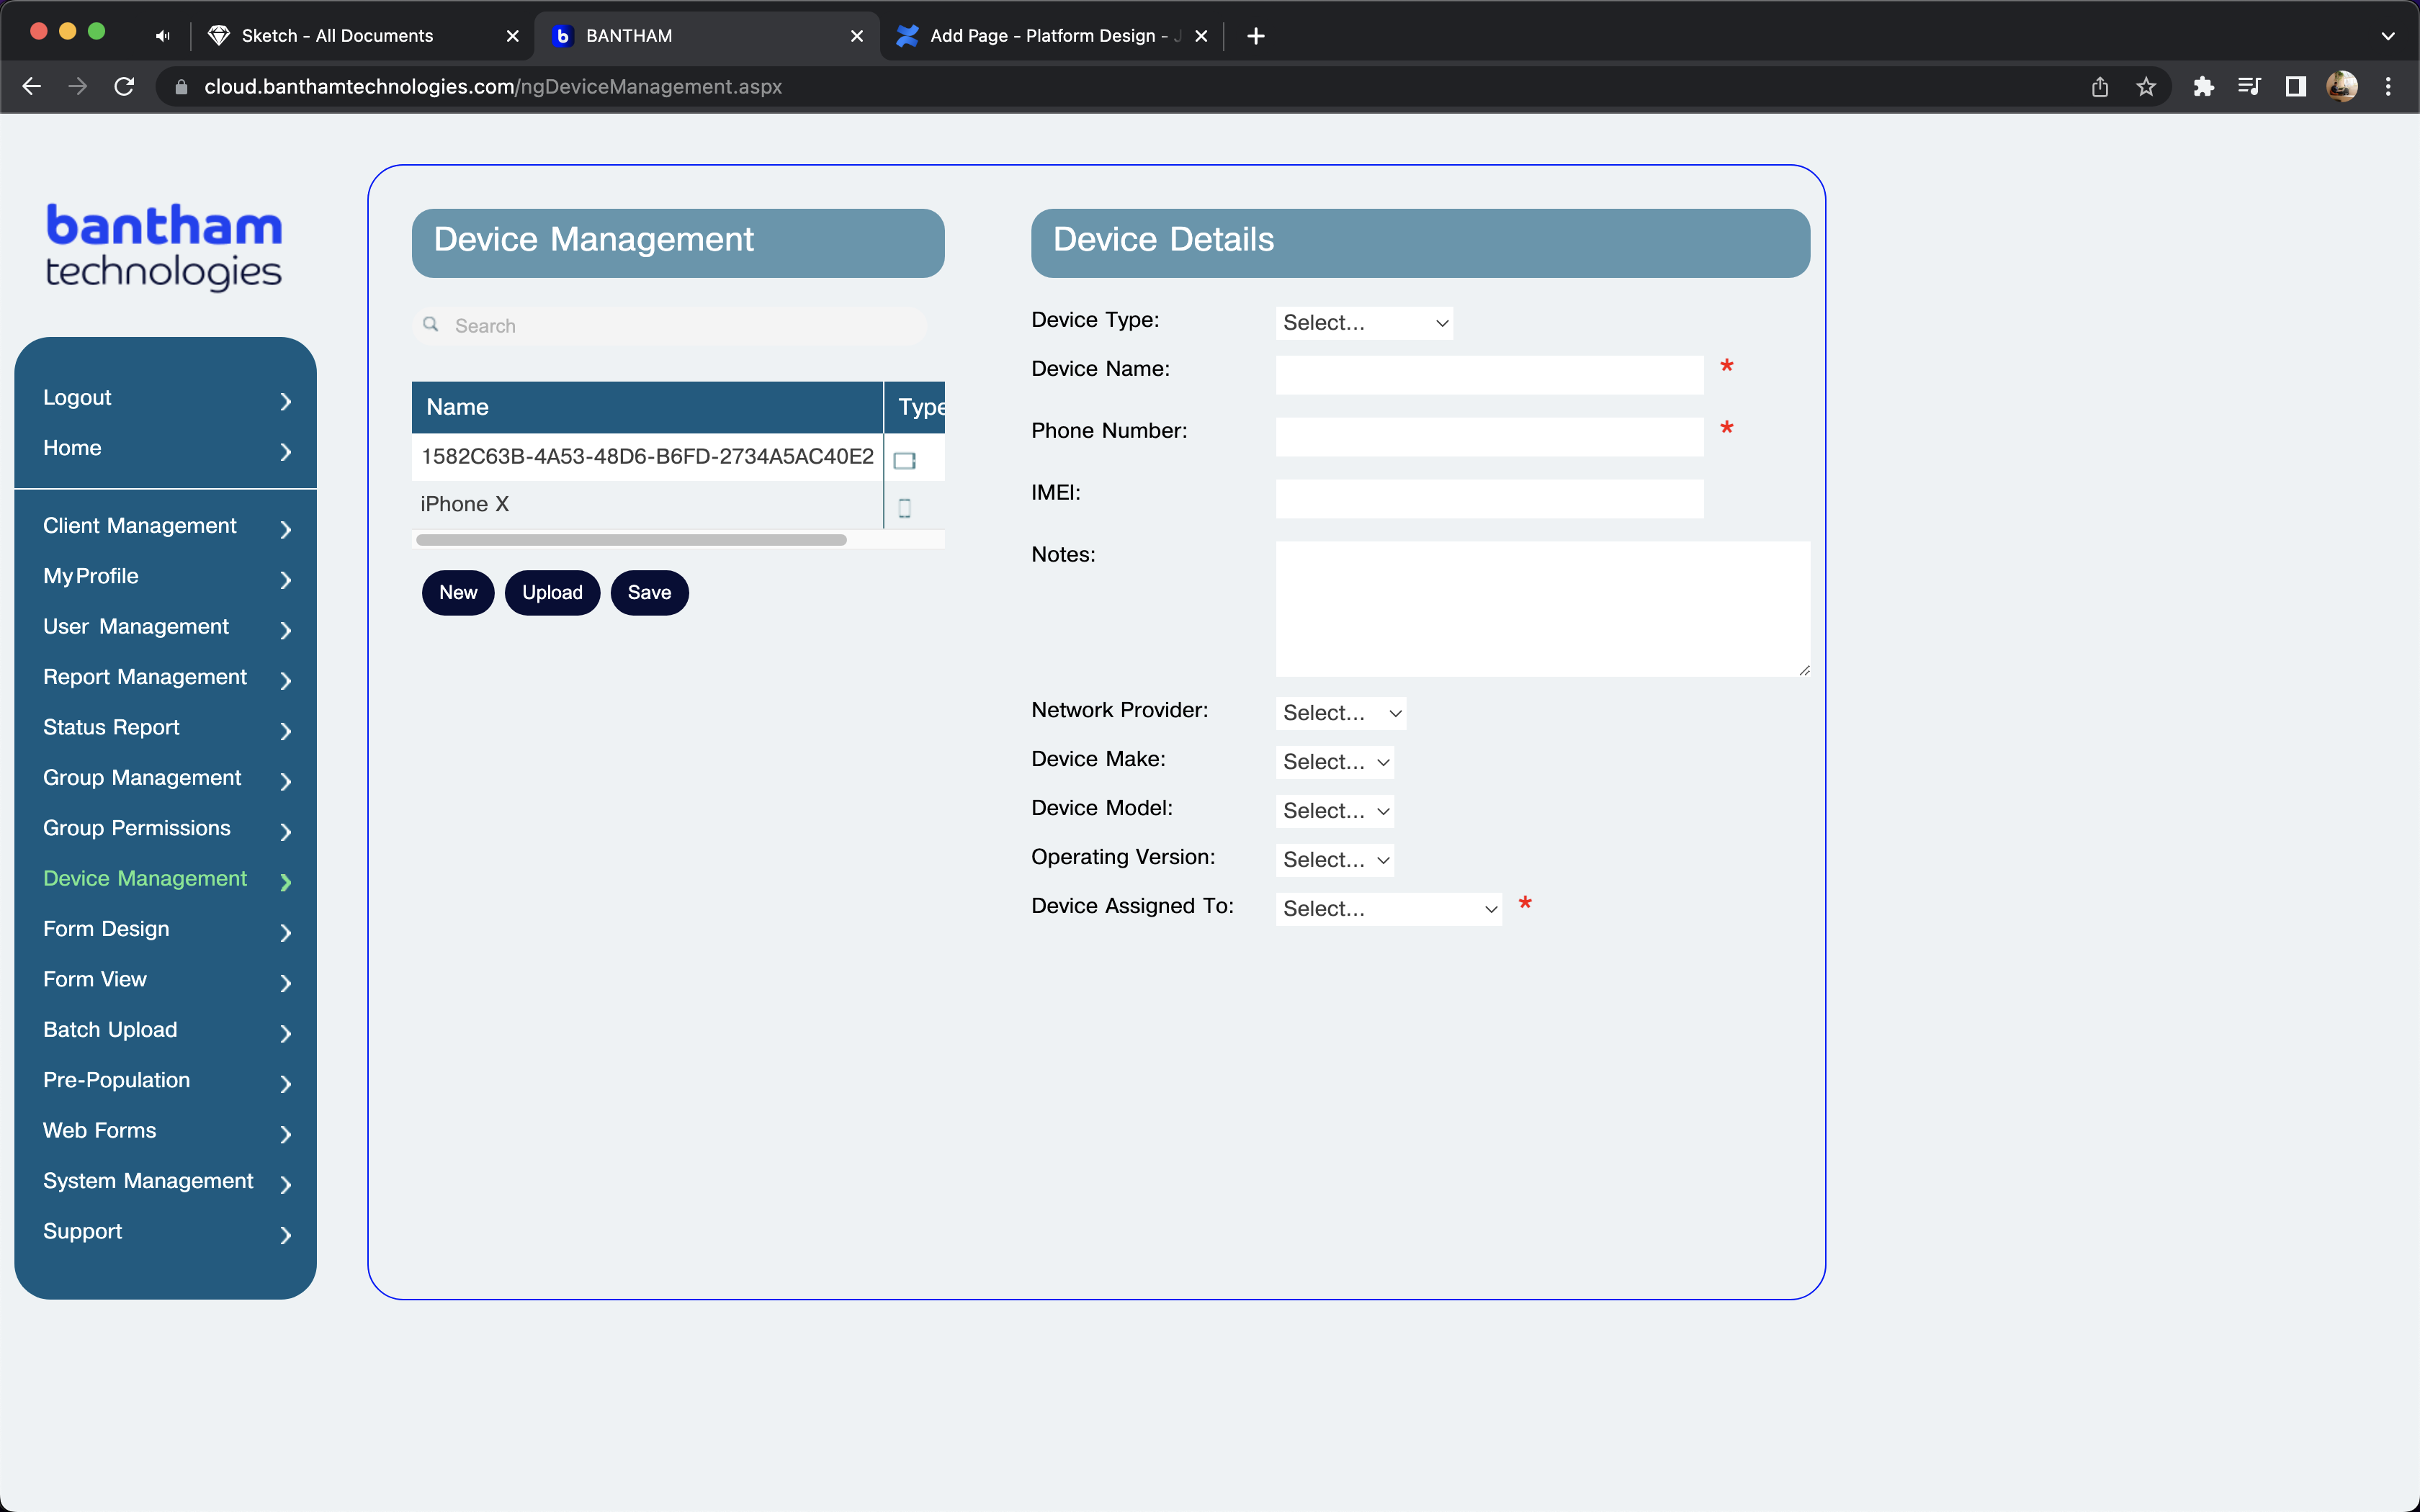 Sketch - All Documents
BANTHAM
Add Page - Platform Design -
cloud.banthamtechnologies.com/ngDeviceManagement.aspx
bantham
technologies
Logout
Home
Client Management
My Profile
User Management
Report Management
Status Report
Group Management
Group Permissions
Device Management
Form Design
Form View
Batch Upload
Pre-Population
Web Forms
System Management
Support
Device Management
Search
Name Type
1582C63B-4A53-48D6-B6FD-2734A5AC40E2
iPhone X
New Upload Save
Device Details
Device Type: Select...
Device Name: *
Phone Number: *
IMEI:
Notes:
Network Provider: Select...
Device Make: Select...
Device Model: Select...
Operating Version: Select...
Device Assigned To: Select... *